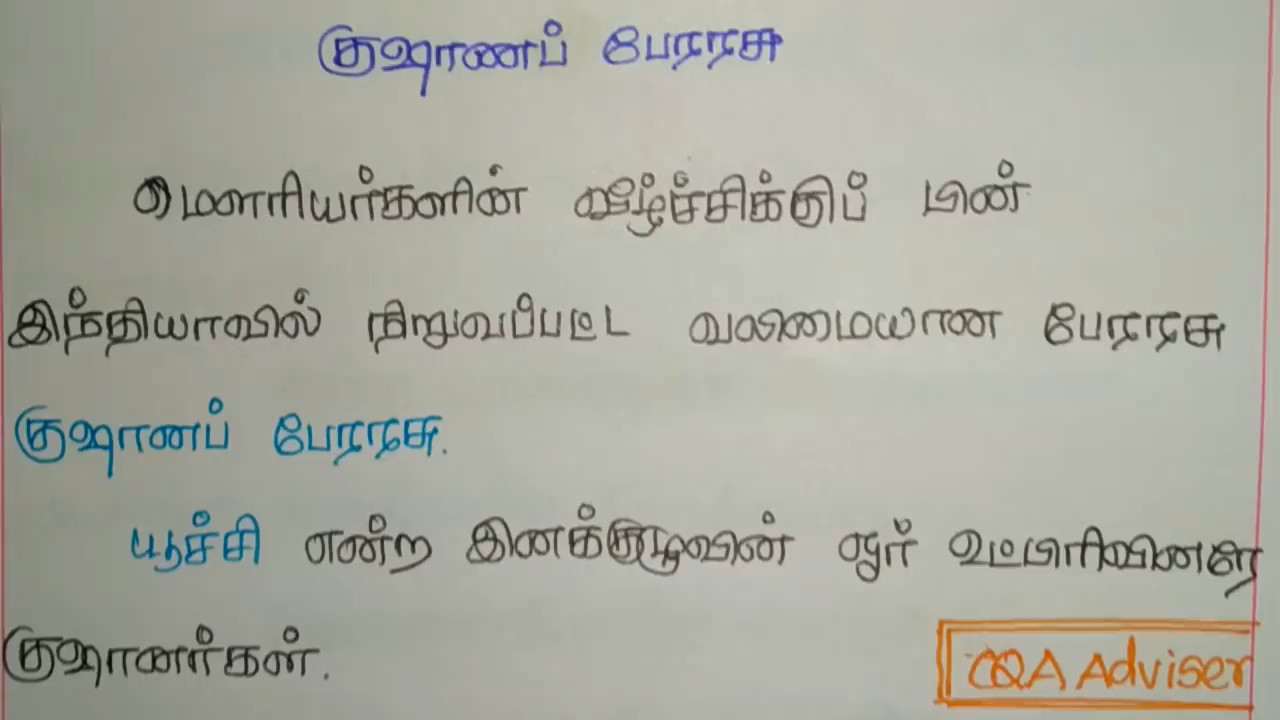 குஷாணப் பேரரசு
மௌரியர்களின் வீழ்ச்சிக்குப் பின்
இந்தியாவில் நிறுவப்பட்ட வலிமையான பேரரசு
குஷாணப் பேரரசு.
யூச்சி என்ற இனக்குழுவின் ஓர் உட்பிரிவினரே
குஷாணர்கள்.
CQA Adviser